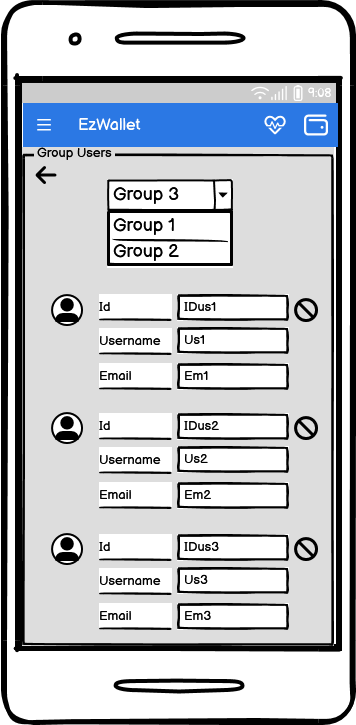 9:08
EzWallet
Group Users
Group 3
Group 1
Group 2
Id IDus1
Username Us1
Email Em1
Id IDus2
Username Us2
Email Em2
Id IDus3
Username Us3
Email Em3